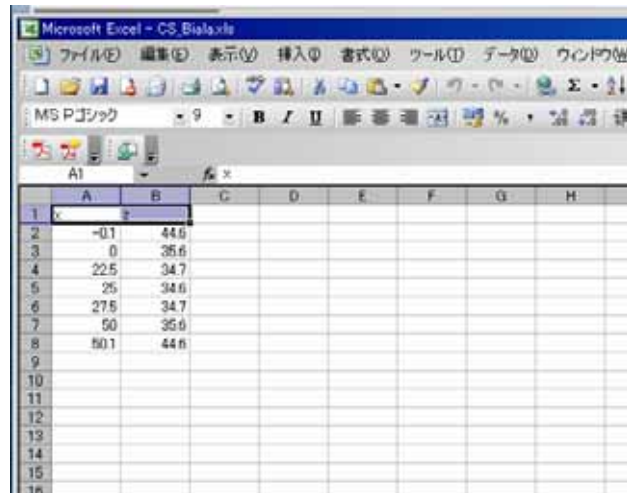 Microsoft Excel - CS_Biala.xls
ファイル(F) 編集(E) 表示(V) 挿入(I) 書式(O) ツール(T) データ(D) ウィンドウ(W
MS Pゴシック 9 B I U %
A1 fx x
A B C D E F G H
1 x z
2 -0.1 44.6
3 0 35.6
4 22.5 34.7
5 25 34.6
6 27.5 34.7
7 50 35.6
8 50.1 44.6
9
10
11
12
13
14
15
16